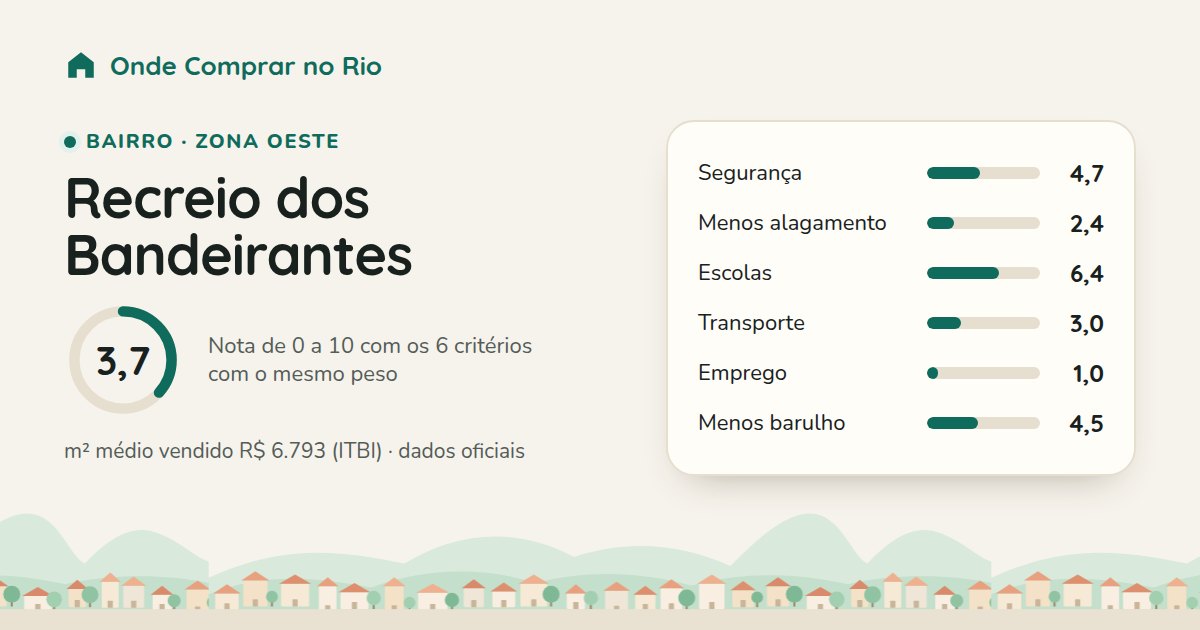 Onde Comprar no Rio
BAIRRO · ZONA OESTE
Recreio dos
Bandeirantes
3,7
Nota de 0 a 10 com os 6 critérios
com o mesmo peso
m² médio vendido R$ 6.793 (ITBI) · dados oficiais
Segurança 4,7
Menos alagamento 2,4
Escolas 6,4
Transporte 3,0
Emprego 1,0
Menos barulho 4,5